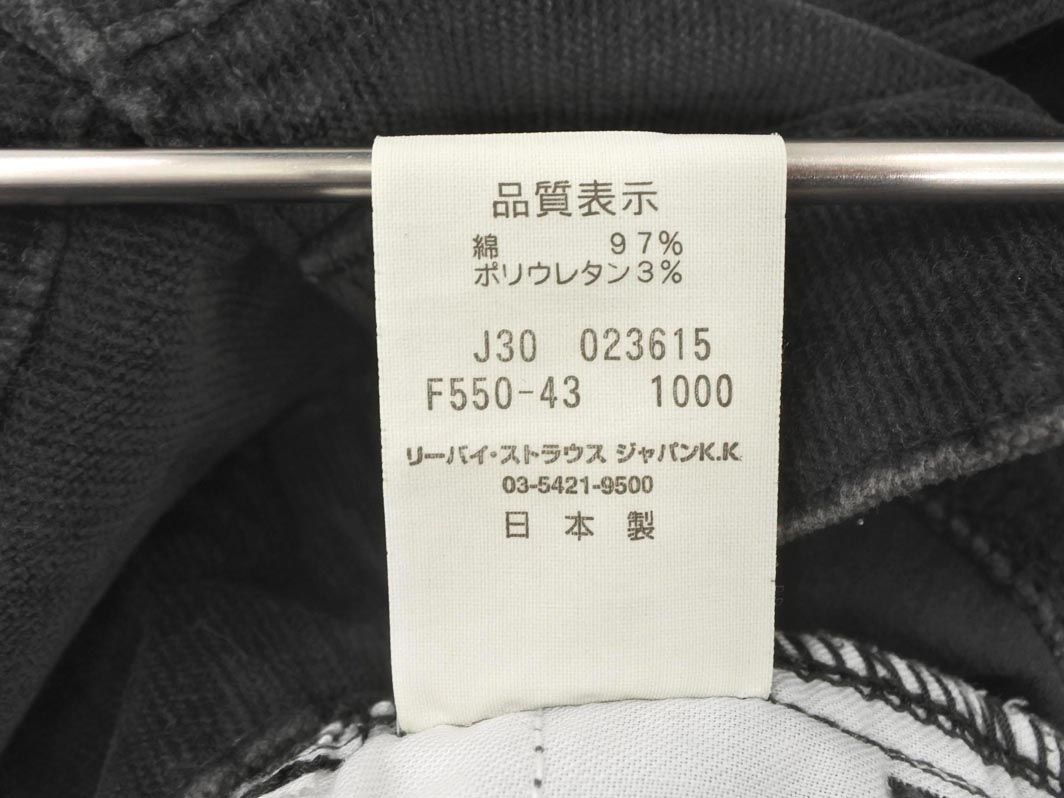 品質表示
綿 97%
ポリウレタン3%
J30 023615
F550-43 1000
リーバイ・ストラウス ジャパンK.K.
03-5421-9500
日本製